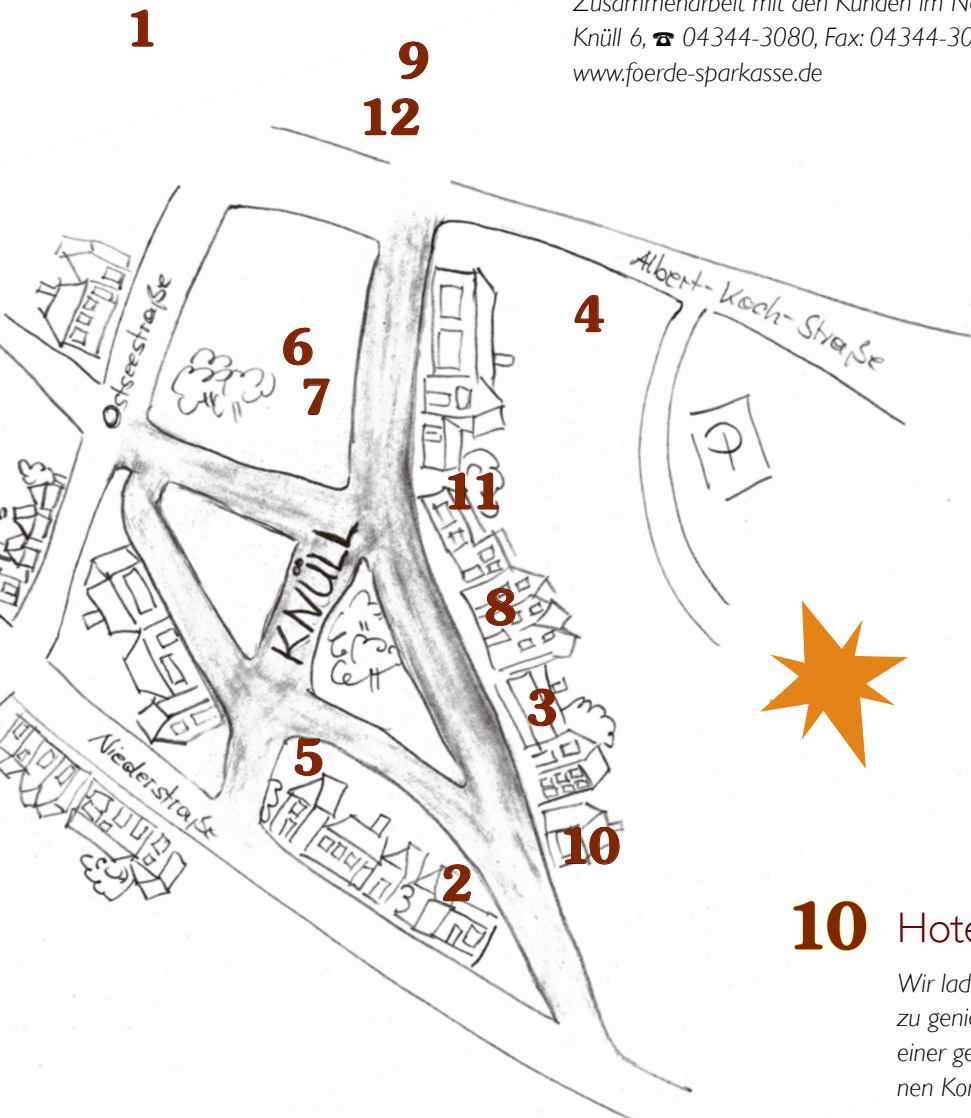 Zusammenarbeit mit den Kunden im
Knüll 6, ☎ 04344-3080, Fax: 04344-30
www.foerde-sparkasse.de
1
9
12
Albert-Koch-Straße
4
Ostseestraße
6
7
P
11
KNÜLL
8
3
5
Niederstraße
10
2
10
Hote
Wir lad
zu genie
einer ge
nen Kor